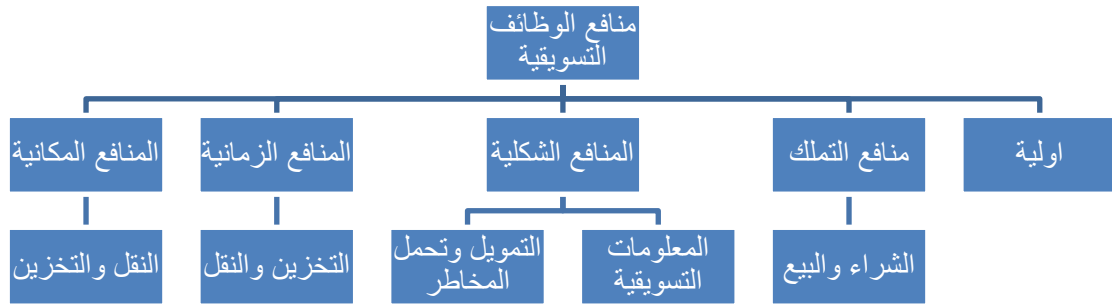 منافع الوظائف
التسويقية
اولية
منافع التملك
المنافع الشكلية
المنافع الزمانية
المنافع المكانية
الشراء والبيع
المعلومات
التسويقية
التمويل وتحمل
المخاطر
التخزين والنقل
النقل والتخزين